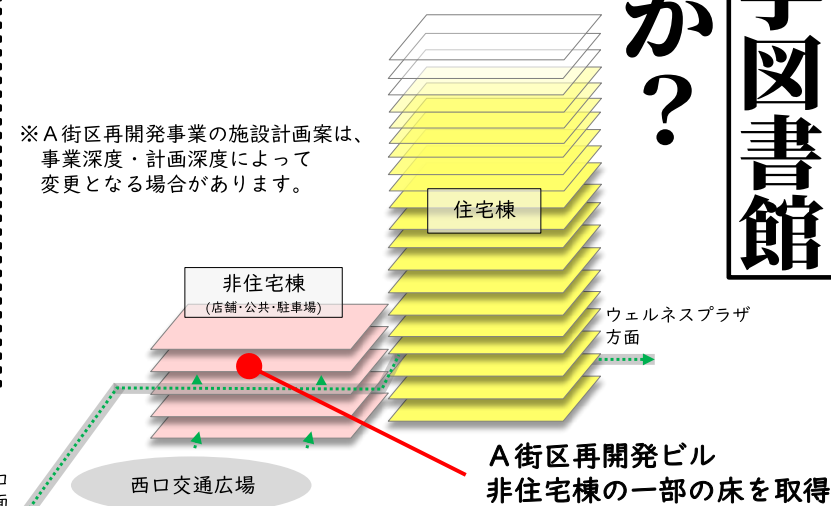 か？
図書館
※Ａ街区再開発事業の施設計画案は、
事業深度・計画深度によって
変更となる場合があります。
住宅棟
非住宅棟
(店舗･公共･駐車場)
ウェルネスプラザ
方面
西口交通広場
Ａ街区再開発ビル
非住宅棟の一部の床を取得